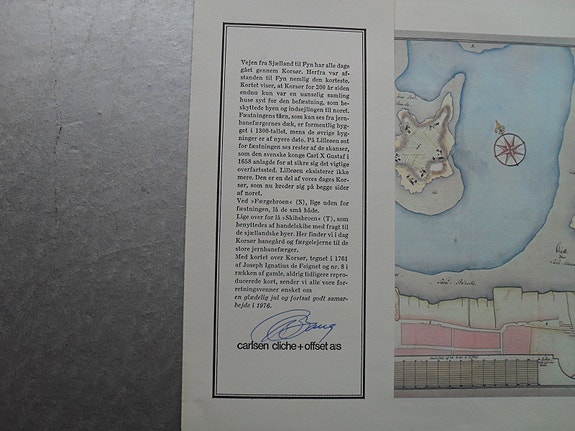 Vejen fra Sjælland til Fyn har alle dage
gået gennem Korsør. Herfra var af-
standen til Fyn nemlig den korteste.
Kortet viser, at Korsør for 200 år siden
endnu kun var en uanselig samling
huse syd for den befæstning, som be-
skyttede byen og indsejlingen til noret.
Fæstningens tårn, som kan ses fra jern-
banefærgernes dæk, er formentlig byg-
get i 1300-tallet, mens de øvrige byg-
ninger er af nyere dato. På Lilleøen ost
for fæstningen ses rester af de skanser,
som den svenske konge Carl X Gustaf i
1658 anlagde for at sikre sig det vigtige
overfartssted. Lilleøen eksisterer ikke
mere. Den er en del af vores dages Kor-
sør, som nu breder sig på begge sider
af noret.
Ved »Færgebroen« (S), lige uden for
fæstningen, lå de små både.
Lige over for lå »Skibsbroen« (T), som
benyttedes af handelskibe med fragt til
de sjællandske byer. Her finder vi i dag
Korsør banegård og færgelejerne til de
store jernbanefærger.
Med kortet over Korsør, tegnet i 1761
af Joseph Ignatius de Feignet og nr. 8 i
rækken af gamle, aldrig tidligere repro-
ducerede kort, sender vi alle vore for-
retningsvenner ønsket om
en glædelig jul og fortsat godt samar-
bejde i 1976.
carlsen cliche+offset a/s